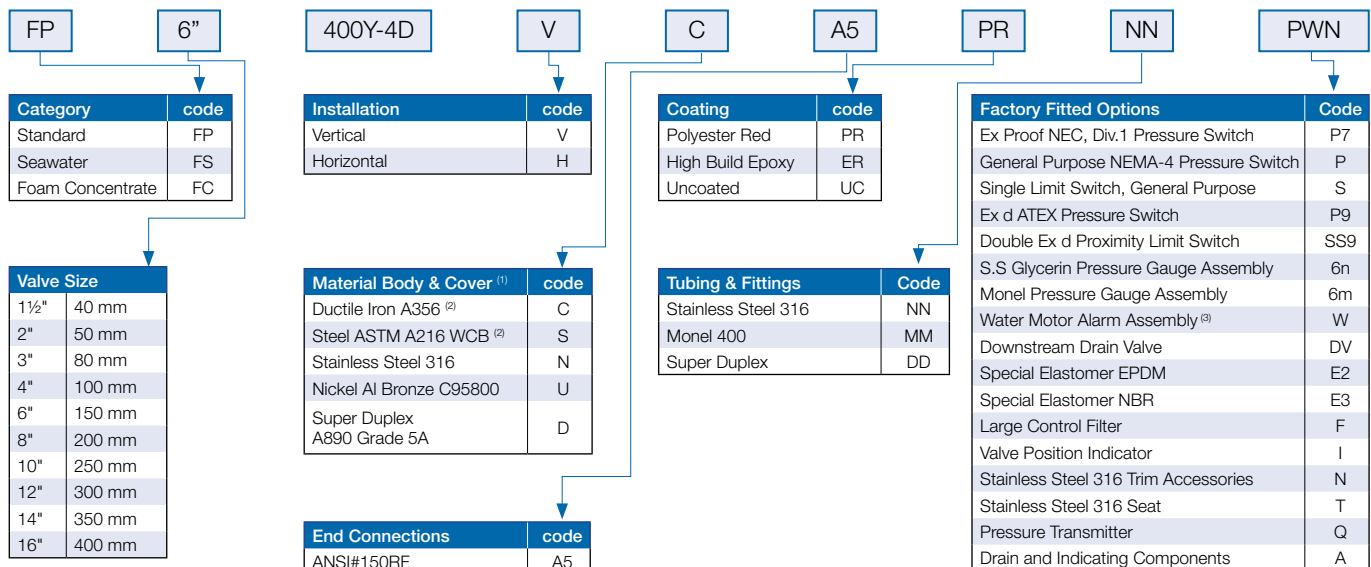 FP 6" 400Y-4D V C A5 PR NN PWN
Category code
Standard FP
Seawater FS
Foam Concentrate FC
Valve Size
1½" 40 mm
2" 50 mm
3" 80 mm
4" 100 mm
6" 150 mm
8" 200 mm
10" 250 mm
12" 300 mm
14" 350 mm
16" 400 mm
Installation code
Vertical V
Horizontal H
Material Body & Cover (1) code
Ductile Iron A356 (2) C
Steel ASTM A216 WCB (2) S
Stainless Steel 316 N
Nickel Al Bronze C95800 U
Super Duplex
A890 Grade 5A D
End Connections code
ANSI#150RF A5
Coating code
Polyester Red PR
High Build Epoxy ER
Uncoated UC
Tubing & Fittings Code
Stainless Steel 316 NN
Monel 400 MM
Super Duplex DD
Factory Fitted Options Code
Ex Proof NEC, Div.1 Pressure Switch P7
General Purpose NEMA-4 Pressure Switch P
Single Limit Switch, General Purpose S
Ex d ATEX Pressure Switch P9
Double Ex d Proximity Limit Switch SS9
S.S Glycerin Pressure Gauge Assembly 6n
Monel Pressure Gauge Assembly 6m
Water Motor Alarm Assembly (3) W
Downstream Drain Valve DV
Special Elastomer EPDM E2
Special Elastomer NBR E3
Large Control Filter F
Valve Position Indicator I
Stainless Steel 316 Trim Accessories N
Stainless Steel 316 Seat T
Pressure Transmitter Q
Drain and Indicating Components A